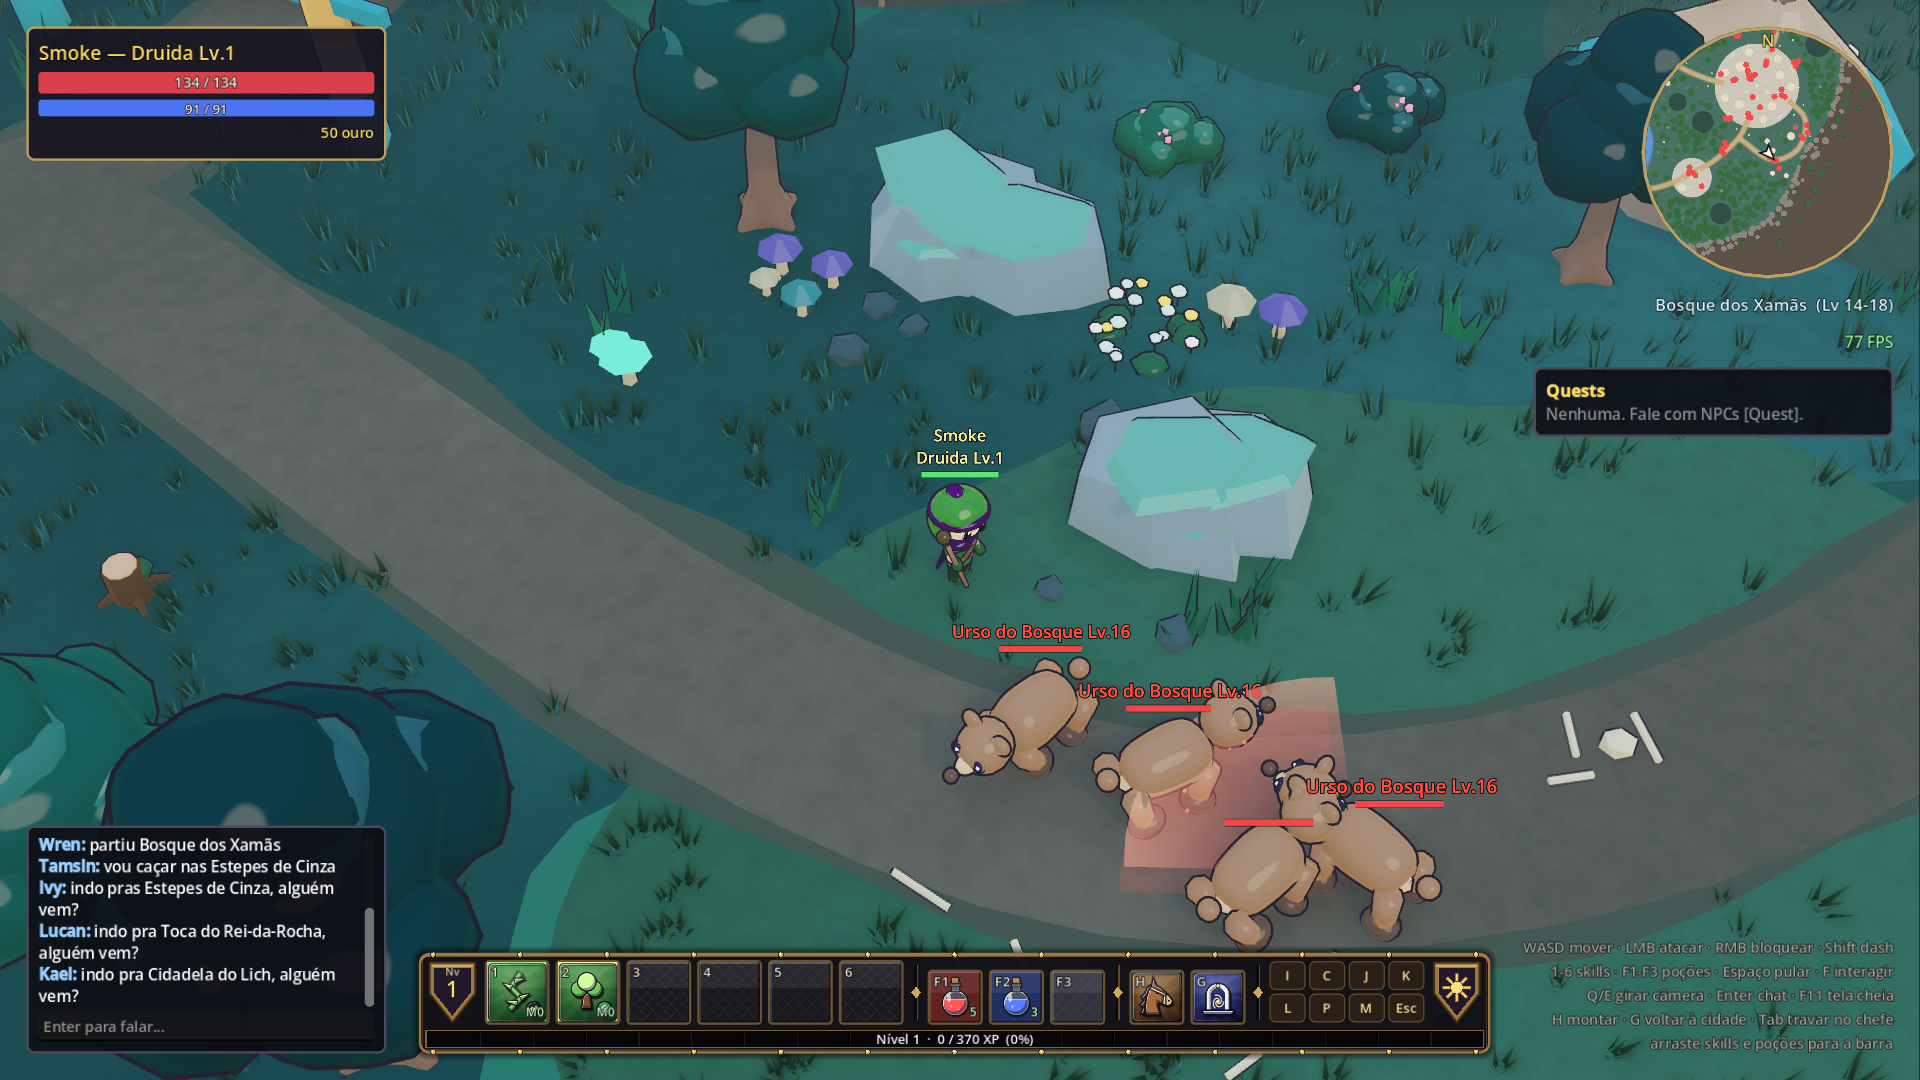 Smoke — Druida Lv.1
134 / 134
91 / 91
50 ouro
N
Bosque dos Xamãs (Lv 14-18)
77 FPS
Quests
Nenhuma. Fale com NPCs [Quest].
Smoke
Druida Lv.1
Urso do Bosque Lv.16
Urso do Bosque Lv.16
Urso do Bosque Lv.16
Wren: partiu Bosque dos Xamãs
Tamsin: vou caçar nas Estepes de Cinza
Ivy: indo pras Estepes de Cinza, alguém
vem?
Lucan: indo pra Toca do Rei-da-Rocha,
alguém vem?
Kael: indo pra Cidadela do Lich, alguém
vem?
Enter para falar...
Nv
1
1 M0
2 M0
3
4
5
6
F1 5
F2 3
F3
H
G
I C J K
L P M Esc
Nível 1 · 0 / 370 XP (0%)
WASD mover · LMB atacar · RMB bloquear · Shift dash
1-6 skills · F1-F3 poções · Espaço pular · F interagir
Q/E girar câmera · Enter chat · F11 tela cheia
H montar · G voltar à cidade · Tab travar no chefe
arraste skills e poções para a barra